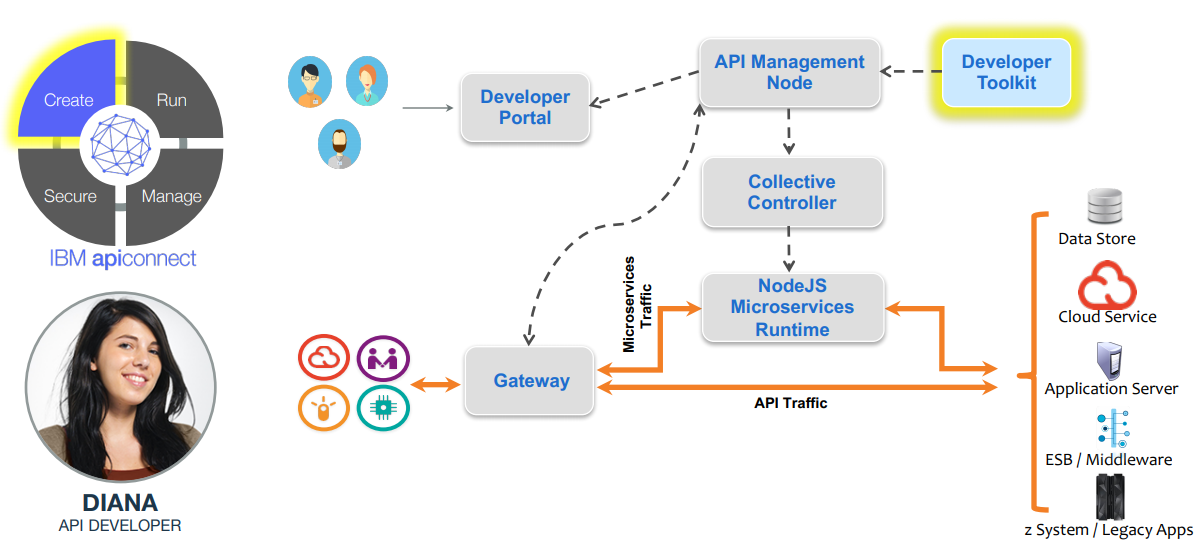 Create
Run
Secure
Manage
IBM apiconnect
DIANA
API DEVELOPER
Developer
Portal
API Management
Node
Developer
Toolkit
Collective
Controller
NodeJS
Microservices
Runtime
Microservices
Traffic
Gateway
API Traffic
Data Store
Cloud Service
Application Server
ESB / Middleware
z System / Legacy Apps